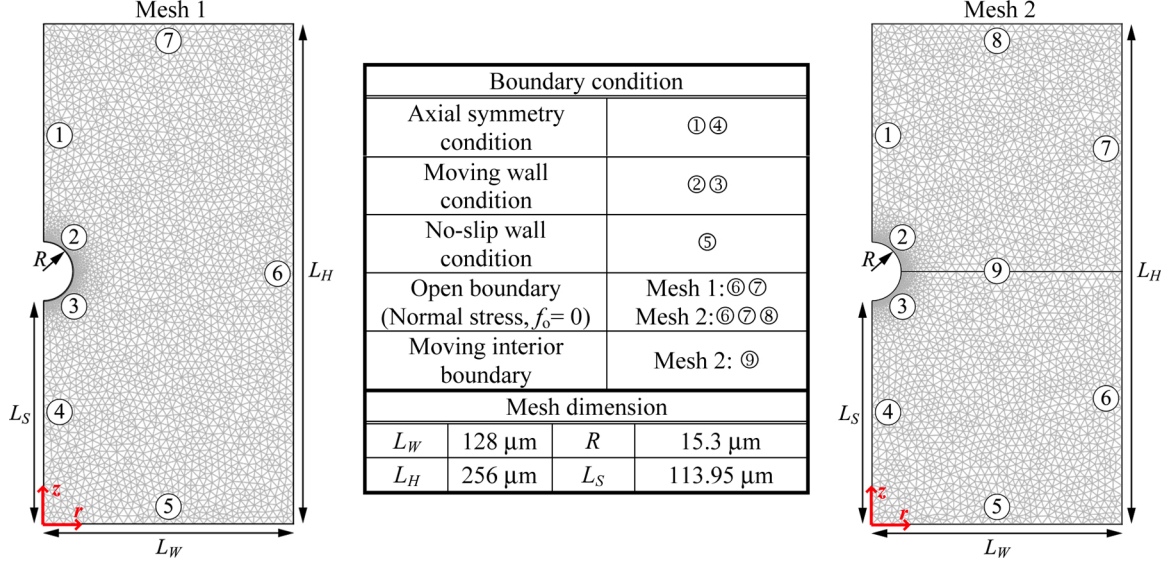 Mesh 1
⑦
①
②
R
⑥
L_H
③
L_S
④
z
r
⑤
L_W
Boundary condition
Axial symmetry
condition
①④
Moving wall
condition
②③
No-slip wall
condition
⑤
Open boundary
(Normal stress, f_o= 0)
Mesh 1:⑥⑦
Mesh 2:⑥⑦⑧
Moving interior
boundary
Mesh 2: ⑨
Mesh dimension
L_W 128 μm R 15.3 μm
L_H 256 μm L_S 113.95 μm
Mesh 2
⑧
①
⑦
②
R
⑨
L_H
③
⑥
L_S
④
z
r
⑤
L_W